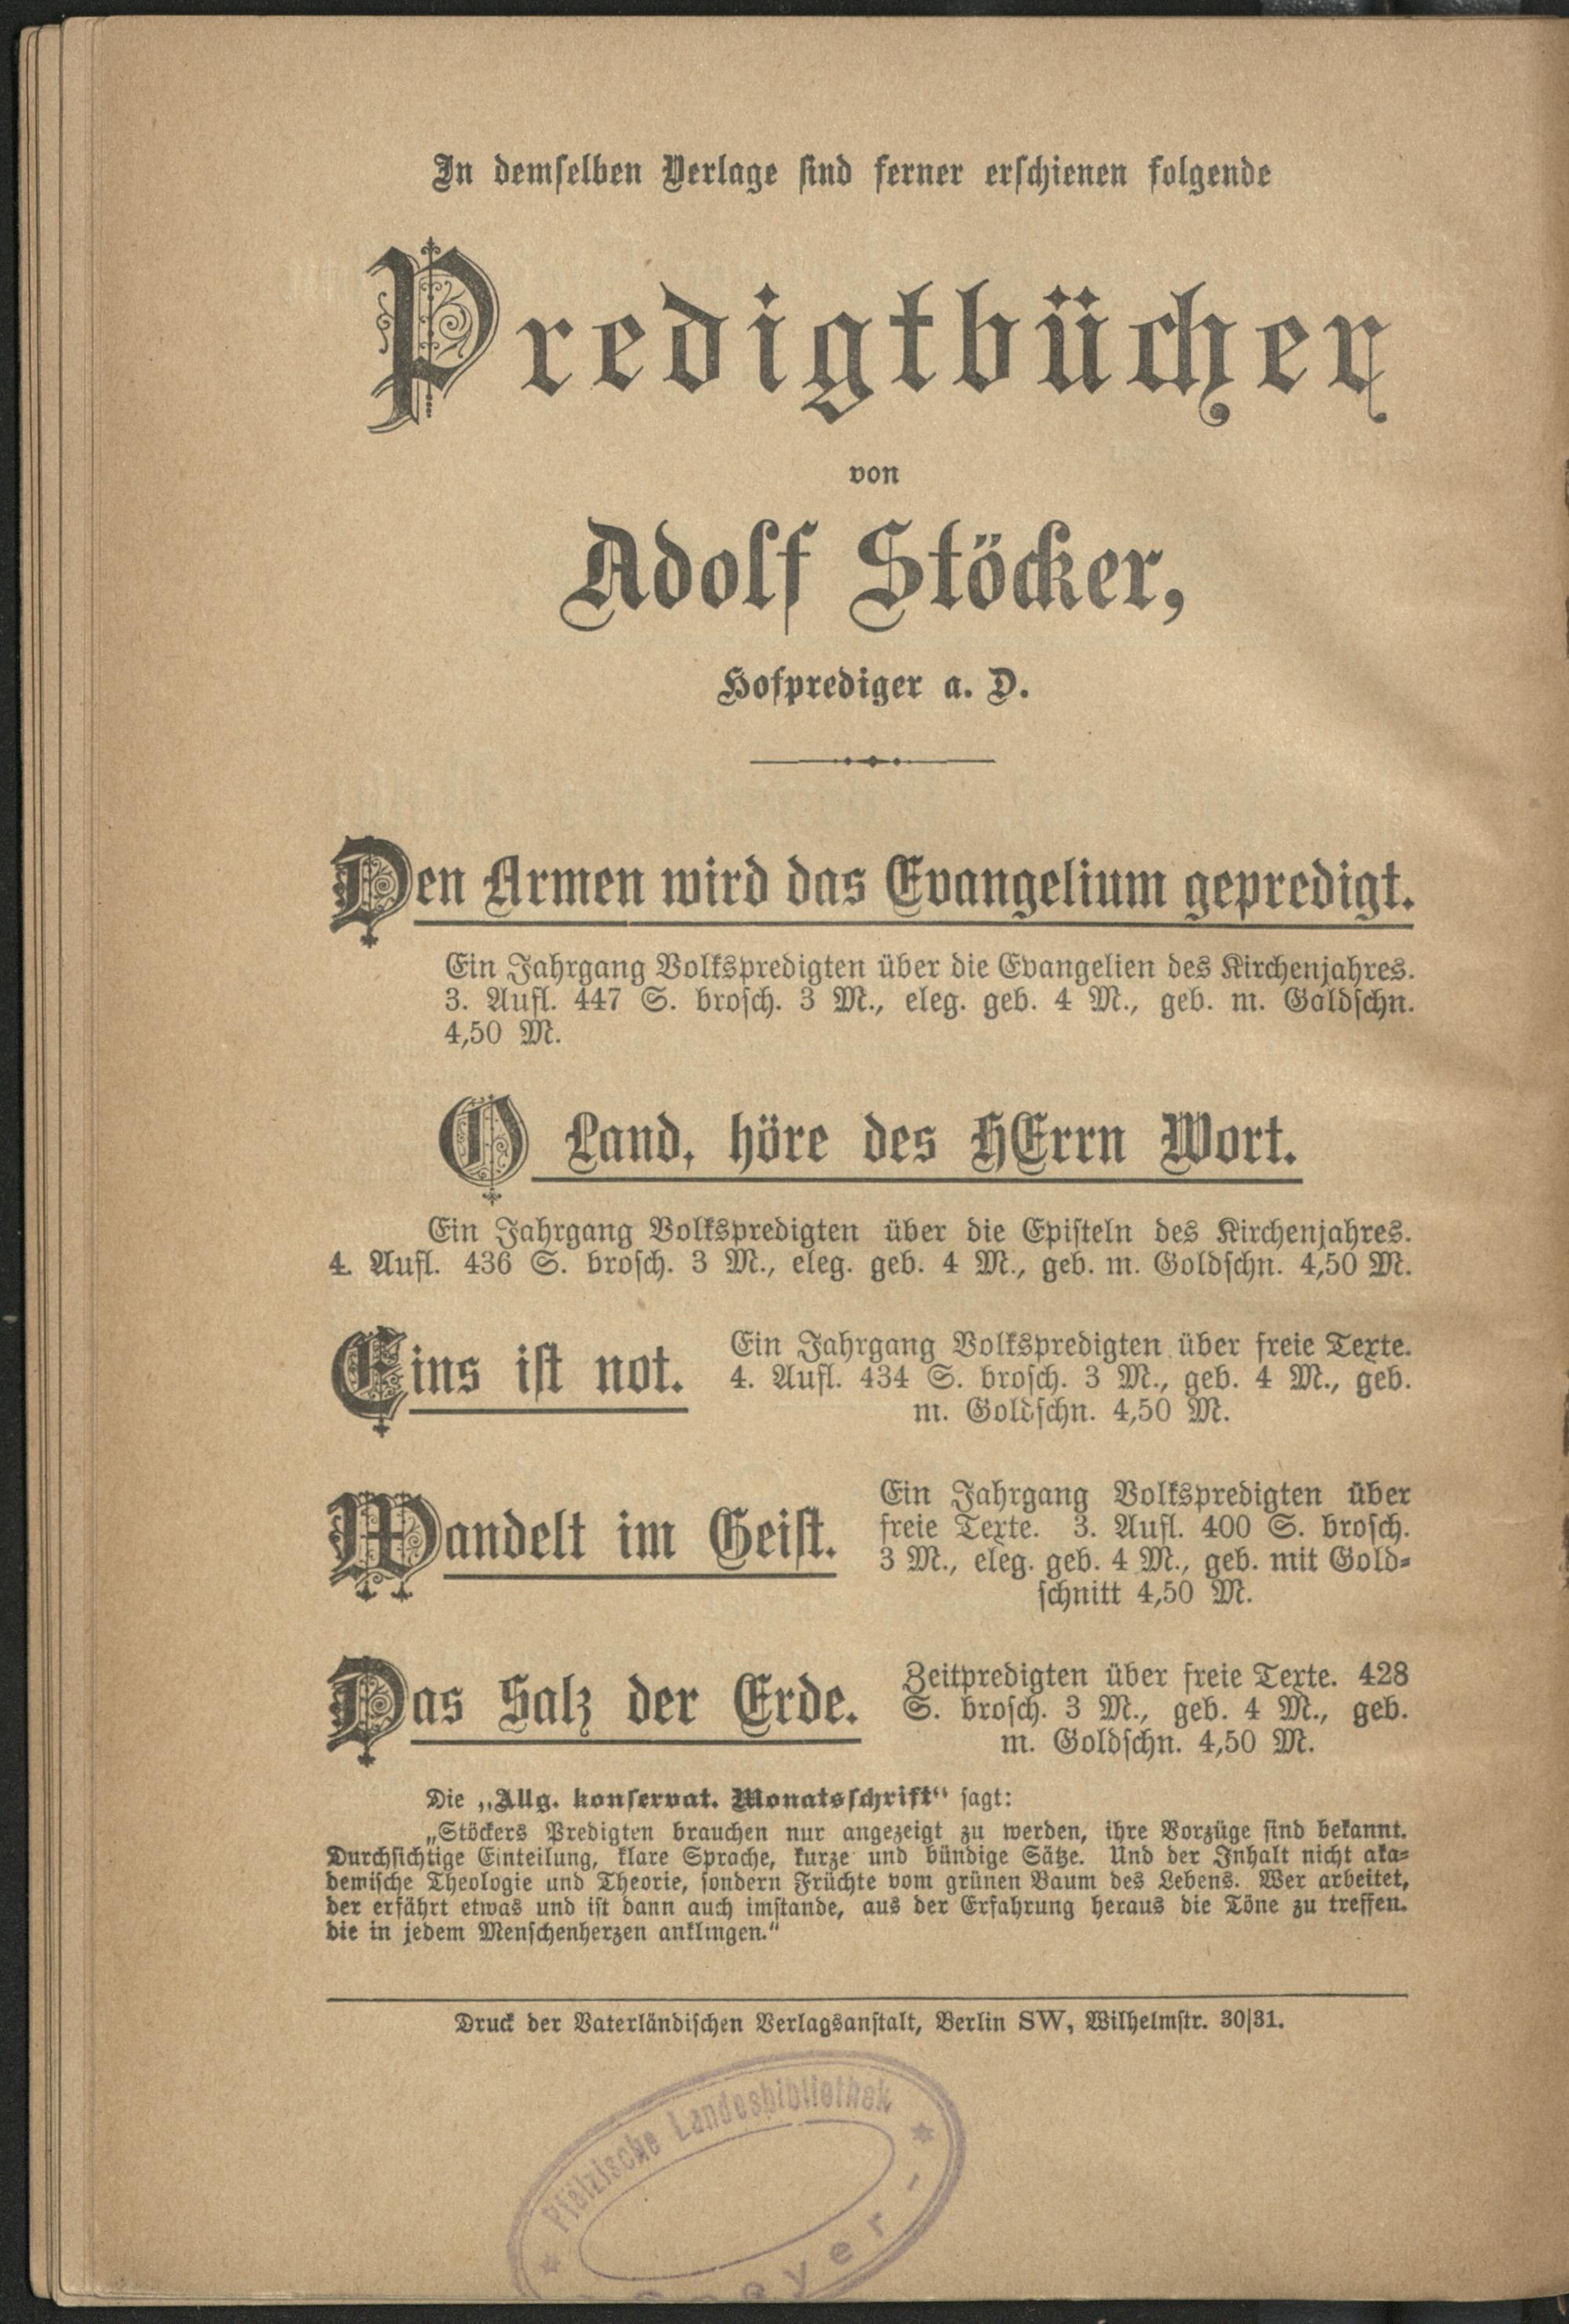 In demselben Verlage sind ferner erschienen folgende
Predigtbücher
von
Adolf Stöcker,
Hofprediger a. D.
Den Armen wird das Evangelium gepredigt.
Ein Jahrgang Volkspredigten über die Evangelien des Kirchenjahres.
3. Aufl. 447 S. brosch. 3 M., eleg. geb. 4 M., geb. m. Goldschn.
4,50 M.
O Land, höre des HErrn Wort.
Ein Jahrgang Volkspredigten über die Episteln des Kirchenjahres.
4. Aufl. 436 S. brosch. 3 M., eleg. geb. 4 M., geb. m. Goldschn. 4,50 M.
Eins ist not.
Ein Jahrgang Volkspredigten über freie Texte.
4. Aufl. 434 S. brosch. 3 M., geb. 4 M., geb.
m. Goldschn. 4,50 M.
Wandelt im Geist.
Ein Jahrgang Volkspredigten über
freie Texte. 3. Aufl. 400 S. brosch.
3 M., eleg. geb. 4 M., geb. mit Gold-
schnitt 4,50 M.
Das Salz der Erde.
Zeitpredigten über freie Texte. 428
S. brosch. 3 M., geb. 4 M., geb.
m. Goldschn. 4,50 M.
Die „Allg. konservat. Monatsschrift“ sagt:
„Stöckers Predigten brauchen nur angezeigt zu werden, ihre Vorzüge sind bekannt.
Durchsichtige Einteilung, klare Sprache, kurze und bündige Sätze. Und der Inhalt nicht aka-
demische Theologie und Theorie, sondern Früchte vom grünen Baum des Lebens. Wer arbeitet,
der erfährt etwas und ist dann auch imstande, aus der Erfahrung heraus die Töne zu treffen.
die in jedem Menschenherzen anklingen.“
Druck der Vaterländischen Verlagsanstalt, Berlin SW, Wilhelmstr. 30|31.
* Pfälzische Landesbibliothek *
- Speyer -